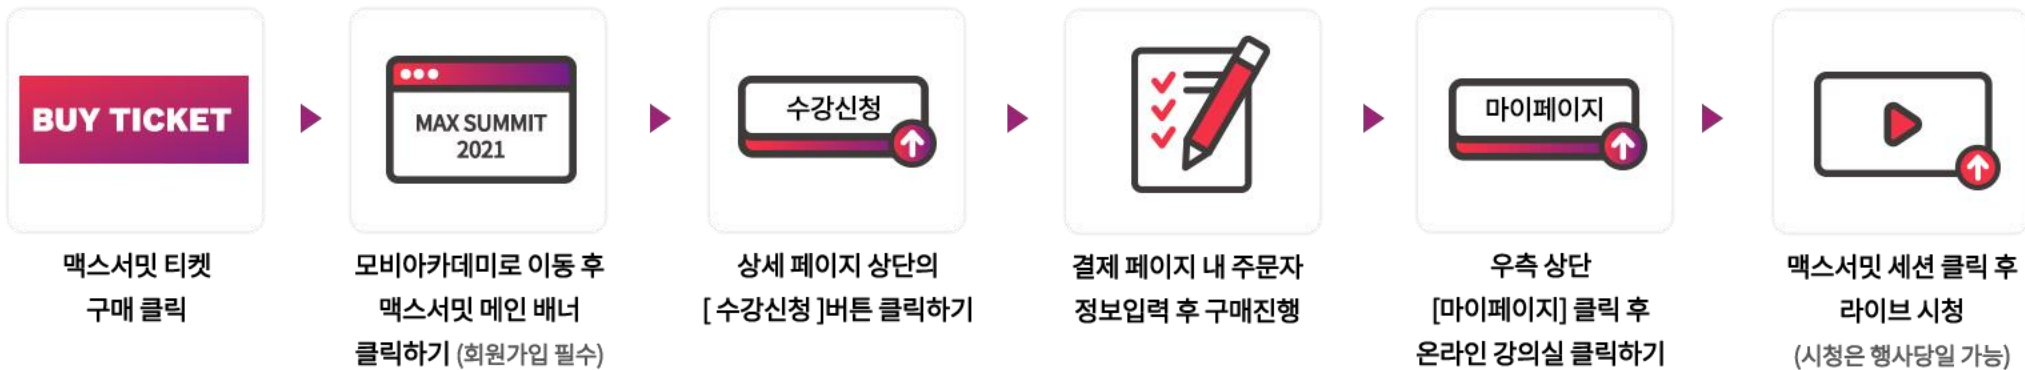 BUY TICKET
맥스서밋 티켓
구매 클릭
MAX SUMMIT
2021
모비아카데미로 이동 후
맥스서밋 메인 배너
클릭하기 (회원가입 필수)
수강신청
상세 페이지 상단의
[ 수강신청 ]버튼 클릭하기
결제 페이지 내 주문자
정보입력 후 구매진행
마이페이지
우측 상단
[마이페이지] 클릭 후
온라인 강의실 클릭하기
맥스서밋 세션 클릭 후
라이브 시청
(시청은 행사당일 가능)